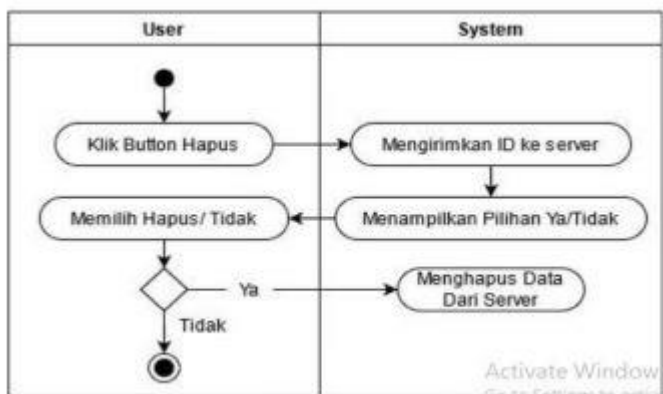 User
System
Klik Button Hapus
Mengirimkan ID ke server
Memilih Hapus/ Tidak
Menampilkan Pilihan Ya/Tidak
Ya
Menghapus Data
Dari Server
Tidak
Activate Window